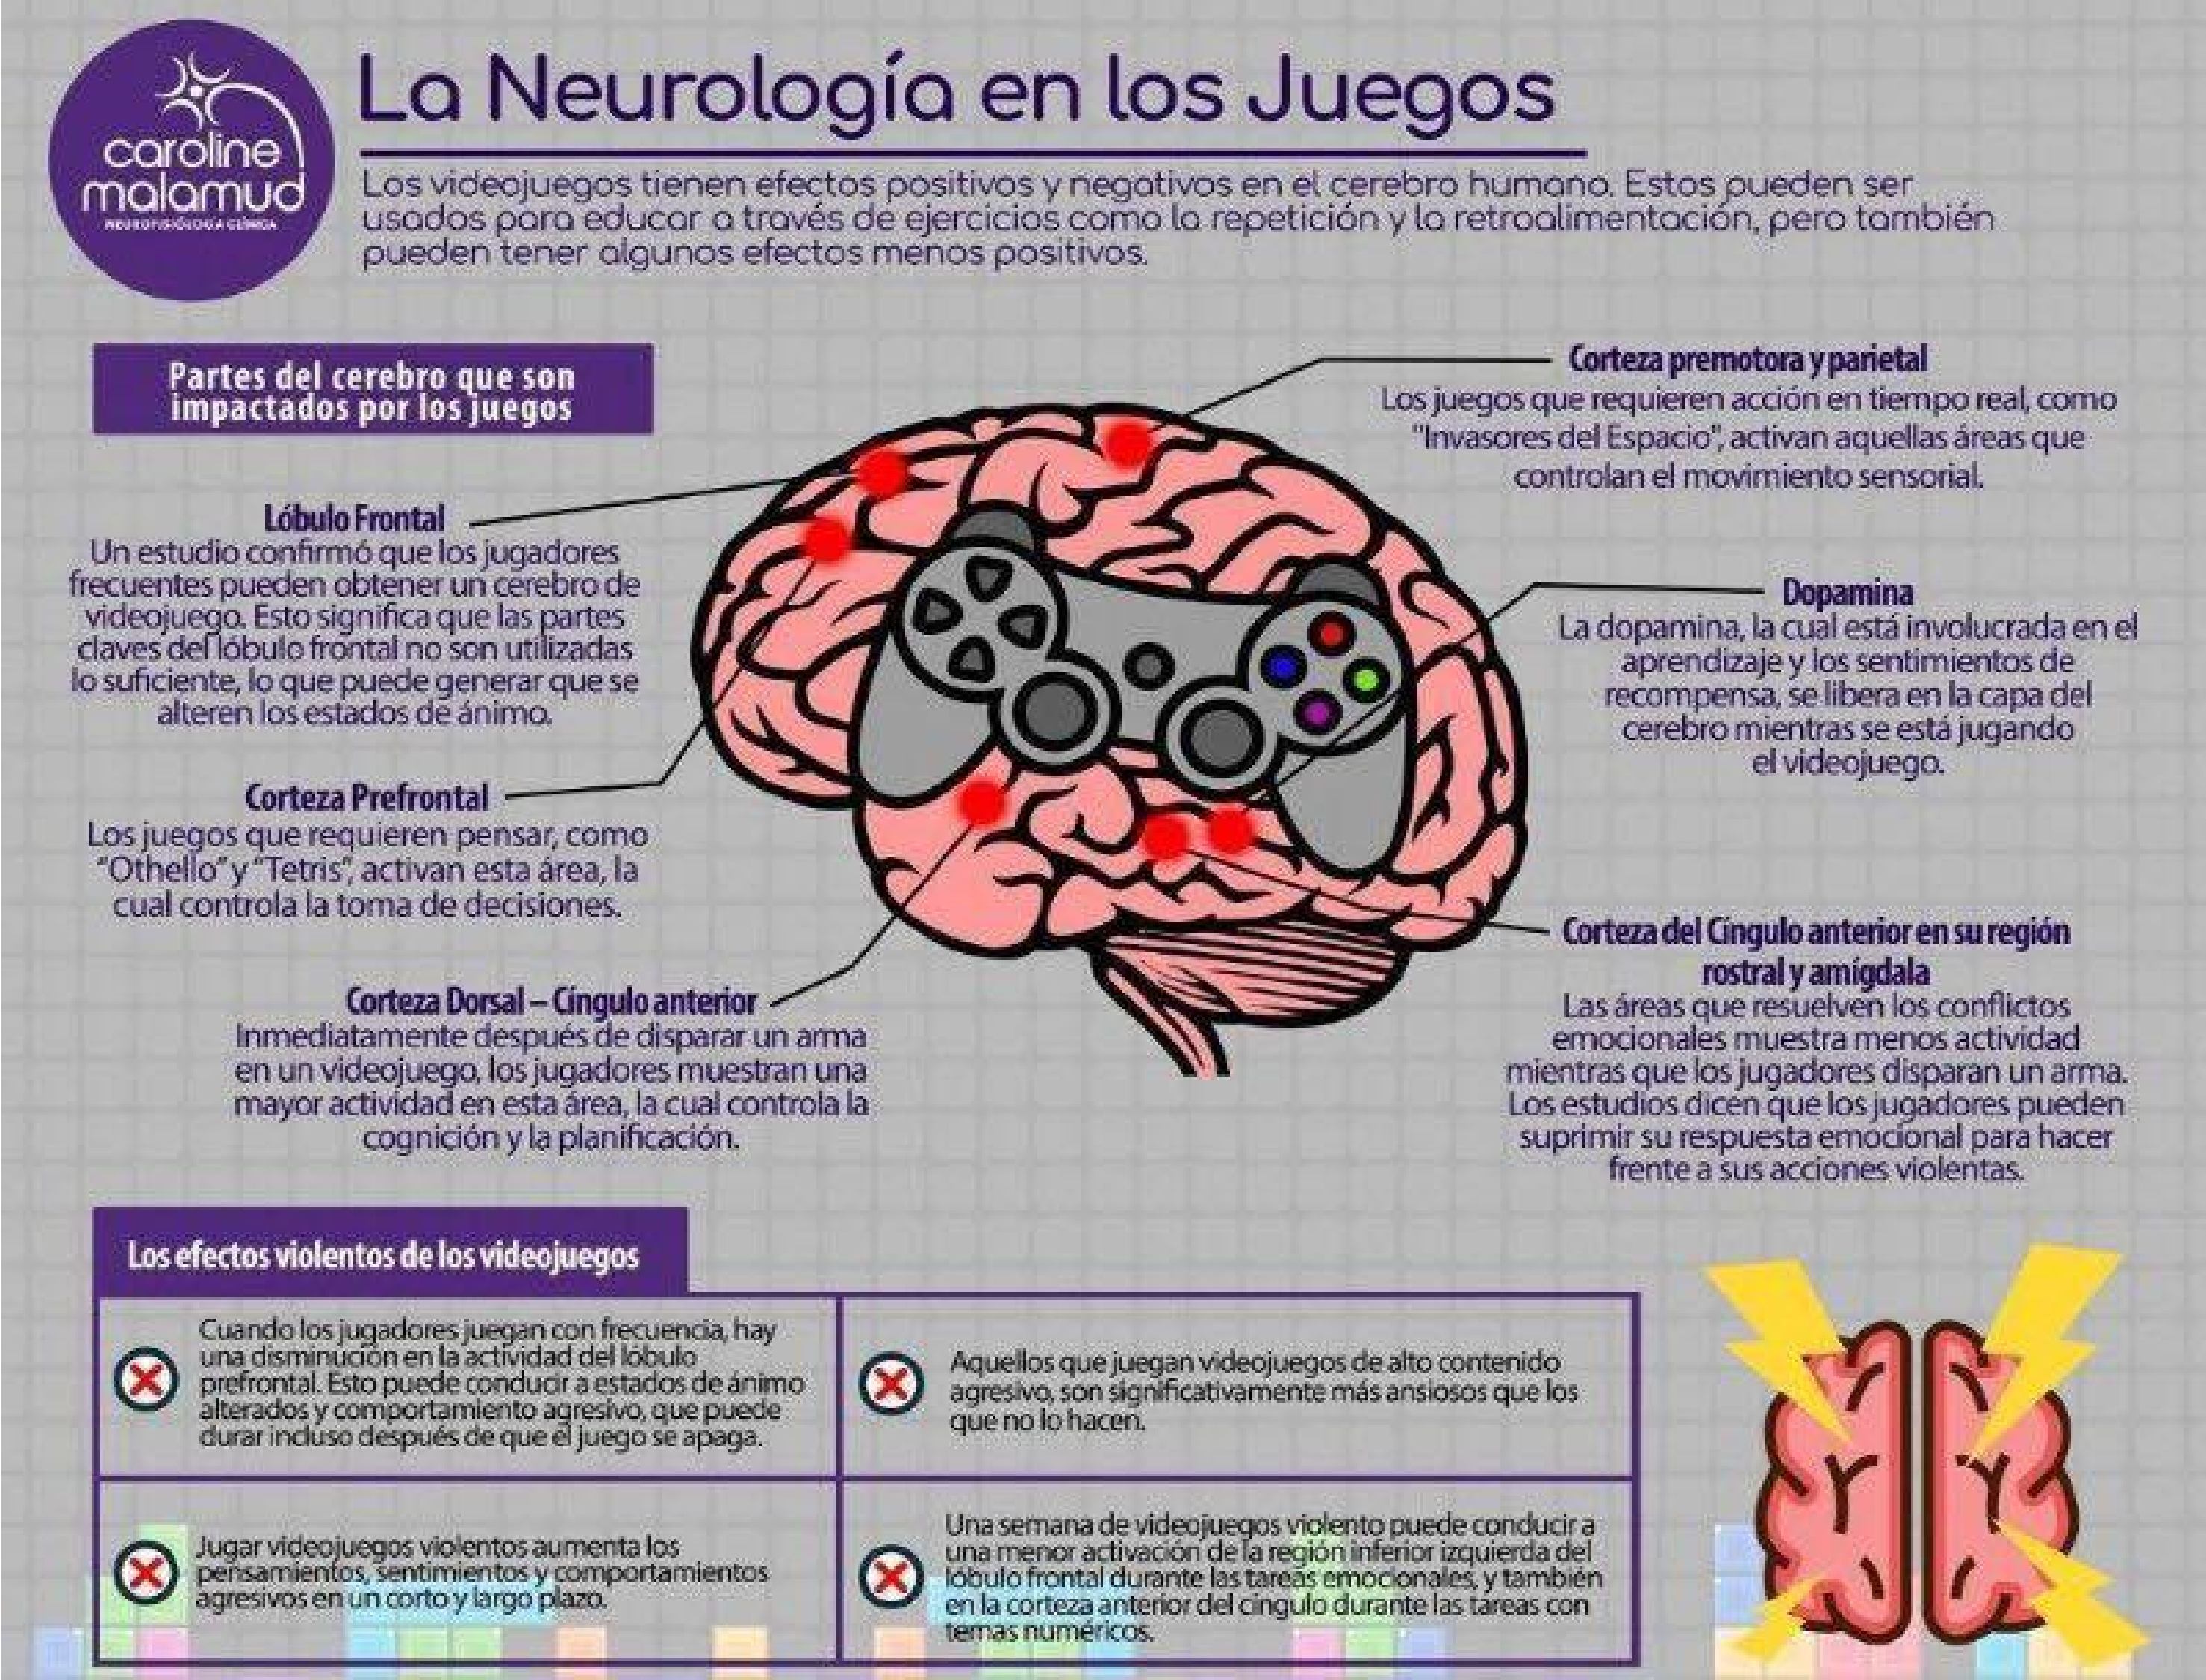 caroline
malamud
NEUROFISIÓLOGÍA CLÍNICA
La Neurología en los Juegos
Los videojuegos tienen efectos positivos y negativos en el cerebro humano. Estos pueden ser
usados para educar a través de ejercicios como la repetición y la retroalimentación, pero también
pueden tener algunos efectos menos positivos.
Partes del cerebro que son
impactados por los juegos
Lóbulo Frontal
Un estudio confirmó que los jugadores
frecuentes pueden obtener un cerebro de
videojuego. Esto significa que las partes
claves del lóbulo frontal no son utilizadas
lo suficiente, lo que puede generar que se
alteren los estados de ánimo.
Corteza Prefrontal
Los juegos que requieren pensar, como
"Othello" y "Tetris", activan esta área, la
cual controla la toma de decisiones.
Corteza Dorsal – Cíngulo anterior
Inmediatamente después de disparar un arma
en un videojuego, los jugadores muestran una
mayor actividad en esta área, la cual controla la
cognición y la planificación.
Corteza premotora y parietal
Los juegos que requieren acción en tiempo real, como
"Invasores del Espacio", activan aquellas áreas que
controlan el movimiento sensorial.
Dopamina
La dopamina, la cual está involucrada en el
aprendizaje y los sentimientos de
recompensa, se libera en la capa del
cerebro mientras se está jugando
el videojuego.
Corteza del Cíngulo anterior en su región
rostral y amígdala
Las áreas que resuelven los conflictos
emocionales muestra menos actividad
mientras que los jugadores disparan un arma.
Los estudios dicen que los jugadores pueden
suprimir su respuesta emocional para hacer
frente a sus acciones violentas.
Los efectos violentos de los videojuegos
Cuando los jugadores juegan con frecuencia, hay
una disminución en la actividad del lóbulo
prefrontal. Esto puede conducir a estados de ánimo
alterados y comportamiento agresivo, que puede
durar incluso después de que el juego se apaga.
Aquellos que juegan videojuegos de alto contenido
agresivo, son significativamente más ansiosos que los
que no lo hacen.
Jugar videojuegos violentos aumenta los
pensamientos, sentimientos y comportamientos
agresivos en un corto y largo plazo.
Una semana de videojuegos violento puede conducir a
una menor activación de la región inferior izquierda del
lóbulo frontal durante las tareas emocionales, y también
en la corteza anterior del cíngulo durante las tareas con
temas numéricos.